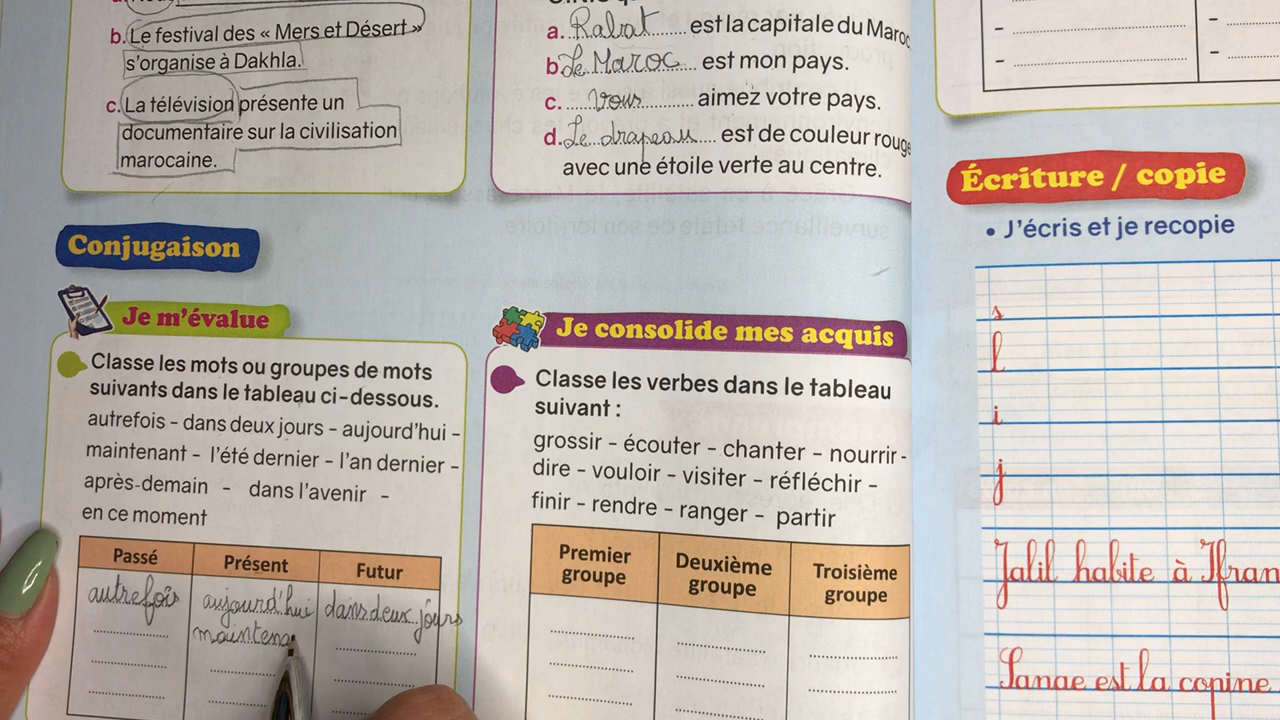 b. Le festival des « Mers et Désert »
s'organise à Dakhla.
c. La télévision présente un
documentaire sur la civilisation
marocaine.
a. Rabat est la capitale du Maroc
b. Le Maroc est mon pays.
c. Vous aimez votre pays.
d. Le drapeau est de couleur rouge
avec une étoile verte au centre.
Conjugaison
Je m'évalue
Classe les mots ou groupes de mots
suivants dans le tableau ci-dessous.
autrefois - dans deux jours - aujourd'hui -
maintenant - l'été dernier - l'an dernier -
après-demain - dans l'avenir -
en ce moment
Passé Présent Futur
autrefois aujourd'hui dans deux jours
maintena
Je consolide mes acquis
Classe les verbes dans le tableau
suivant :
grossir - écouter - chanter - nourrir -
dire - vouloir - visiter - réfléchir -
finir - rendre - ranger - partir
Premier groupe Deuxième groupe Troisième groupe
Écriture / copie
• J'écris et je recopie
s
l
i
j
Jalil habite à Ifran
Sanae est la copine